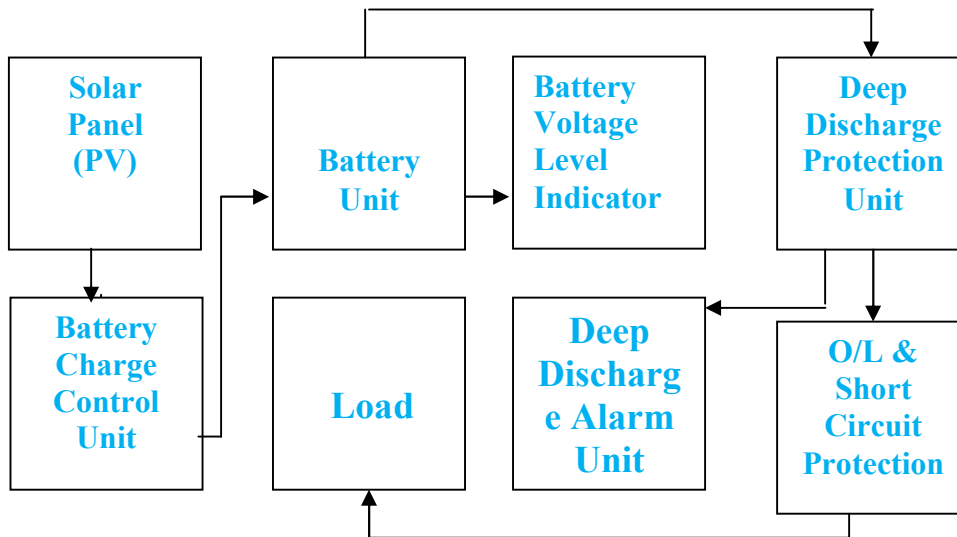 Solar
Panel
(PV)
Battery
Unit
Battery
Voltage
Level
Indicator
Deep
Discharge
Protection
Unit
Battery
Charge
Control
Unit
Load
Deep
Discharg
e Alarm
Unit
O/L &
Short
Circuit
Protection